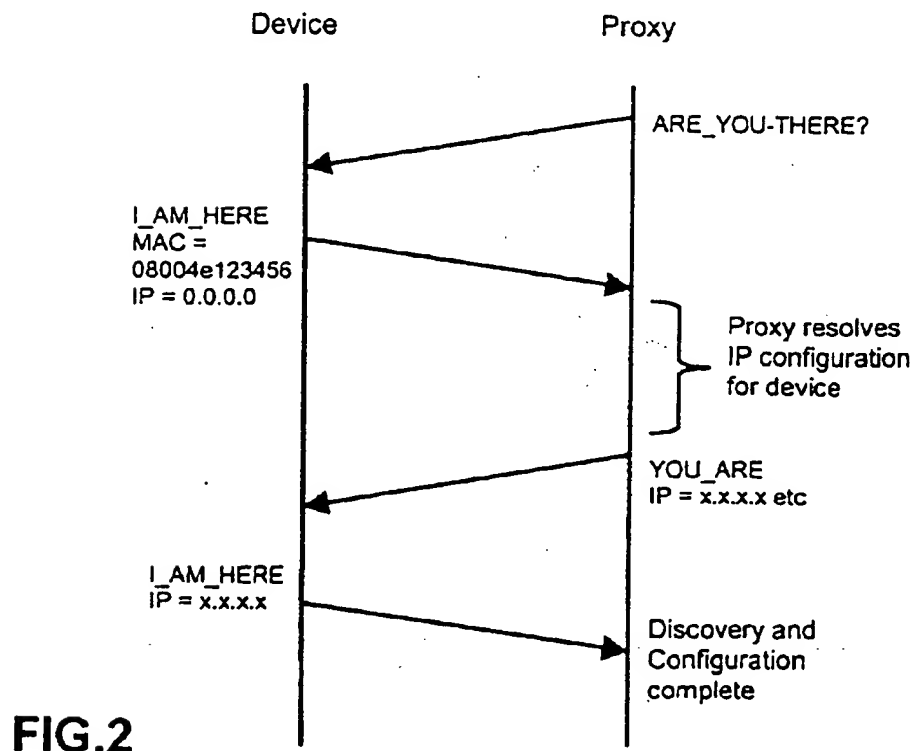 Device
Proxy
ARE_YOU-THERE?
I_AM_HERE
MAC =
08004e123456
IP = 0.0.0.0
Proxy resolves
IP configuration
for device
YOU_ARE
IP = x.x.x.x etc
I_AM_HERE
IP = x.x.x.x
Discovery and
Configuration
complete
FIG.2